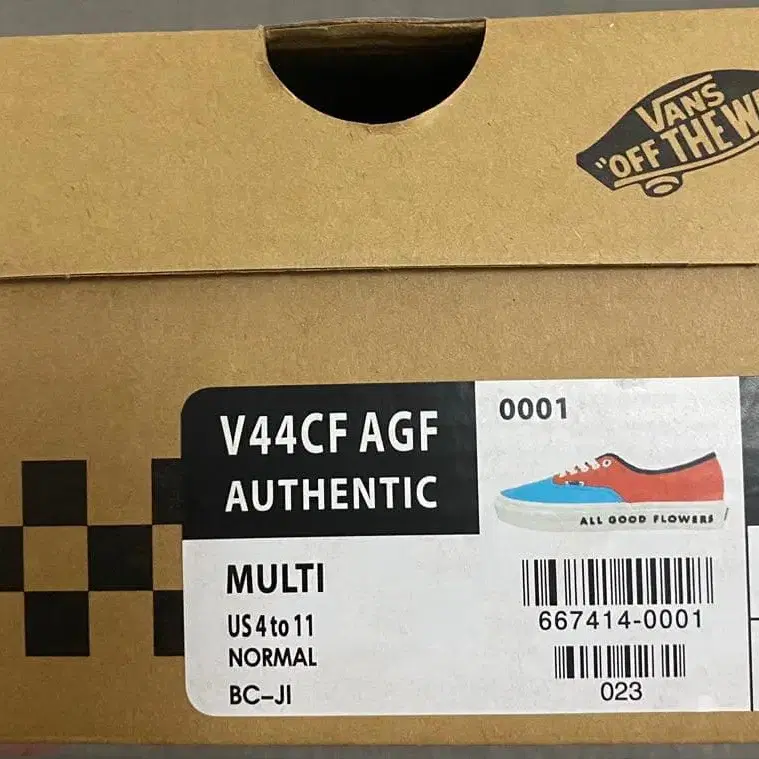 VANS
"OFF THE W
V44CF AGF
AUTHENTIC
0001
ALL GOOD FLOWERS
MULTI
US 4 to 11
NORMAL
BC-JI
667414-0001
023